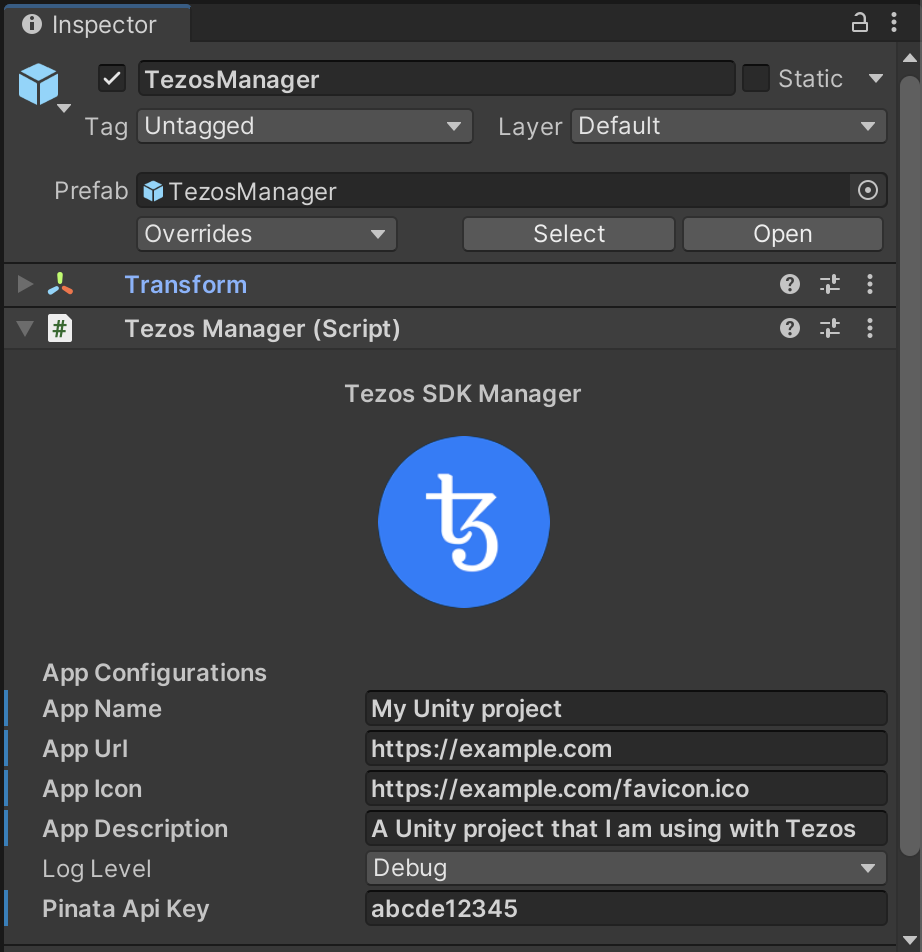 Inspector
TezosManager Static
Tag Untagged Layer Default
Prefab TezosManager
Overrides Select Open
Transform
# Tezos Manager (Script)
Tezos SDK Manager
App Configurations
App Name My Unity project
App Url https://example.com
App Icon https://example.com/favicon.ico
App Description A Unity project that I am using with Tezos
Log Level Debug
Pinata Api Key abcde12345